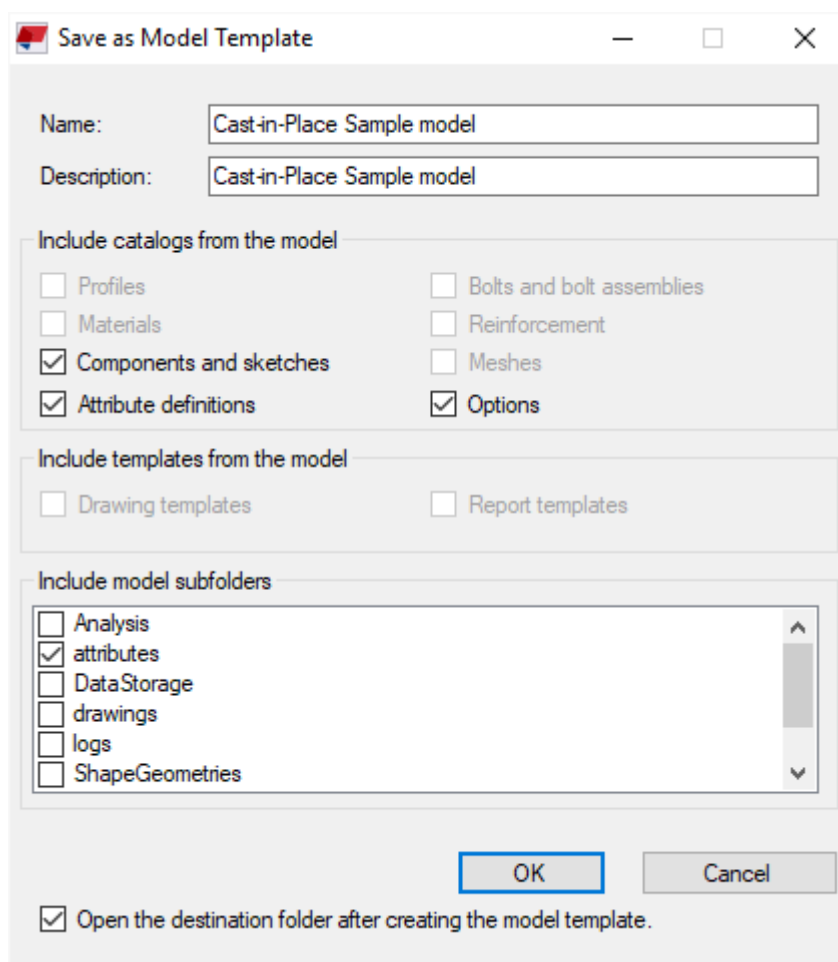 Save as Model Template
Name: Cast-in-Place Sample model
Description: Cast-in-Place Sample model
Include catalogs from the model
Profiles Bolts and bolt assemblies
Materials Reinforcement
Components and sketches Meshes
Attribute definitions Options
Include templates from the model
Drawing templates Report templates
Include model subfolders
Analysis
attributes
DataStorage
drawings
logs
ShapeGeometries
OK Cancel
Open the destination folder after creating the model template.